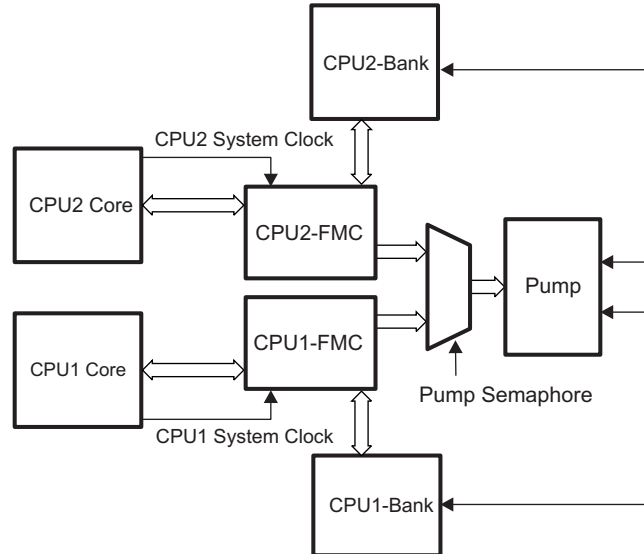 CPU2-Bank
CPU2 System Clock
CPU2 Core
CPU2-FMC
Pump
CPU1-FMC
CPU1 Core
Pump Semaphore
CPU1 System Clock
CPU1-Bank